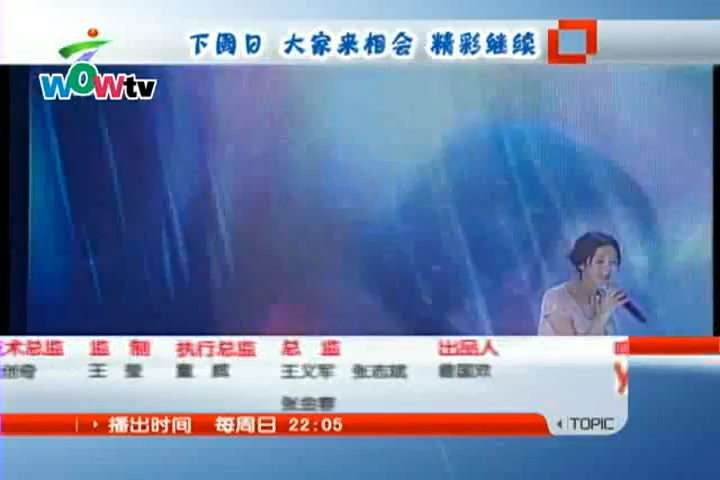 下周日 大家来相会 精彩继续
WOWtv
术总监 监 制 执行总监 总 监 出品人
王 莹 董 辉 王义军 张志斌
播出时间 每周日 22:05
TOPIC